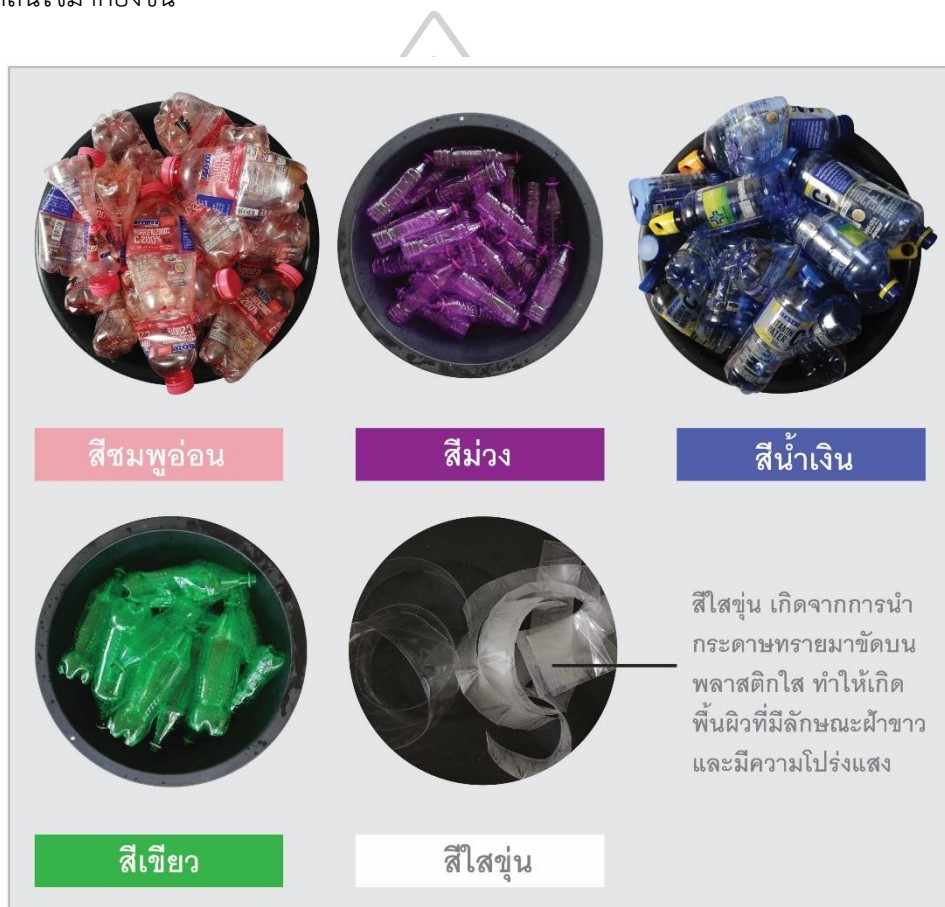 สีชมพูอ่อน
สีม่วง
สีน้ำเงิน
สีใสขุ่น เกิดจากการนำ
กระดาษทรายมาขัดบน
พลาสติกใส ทำให้เกิด
พื้นผิวที่มีลักษณะฝ้าขาว
และมีความโปร่งแสง
สีเขียว
สีใสขุ่น